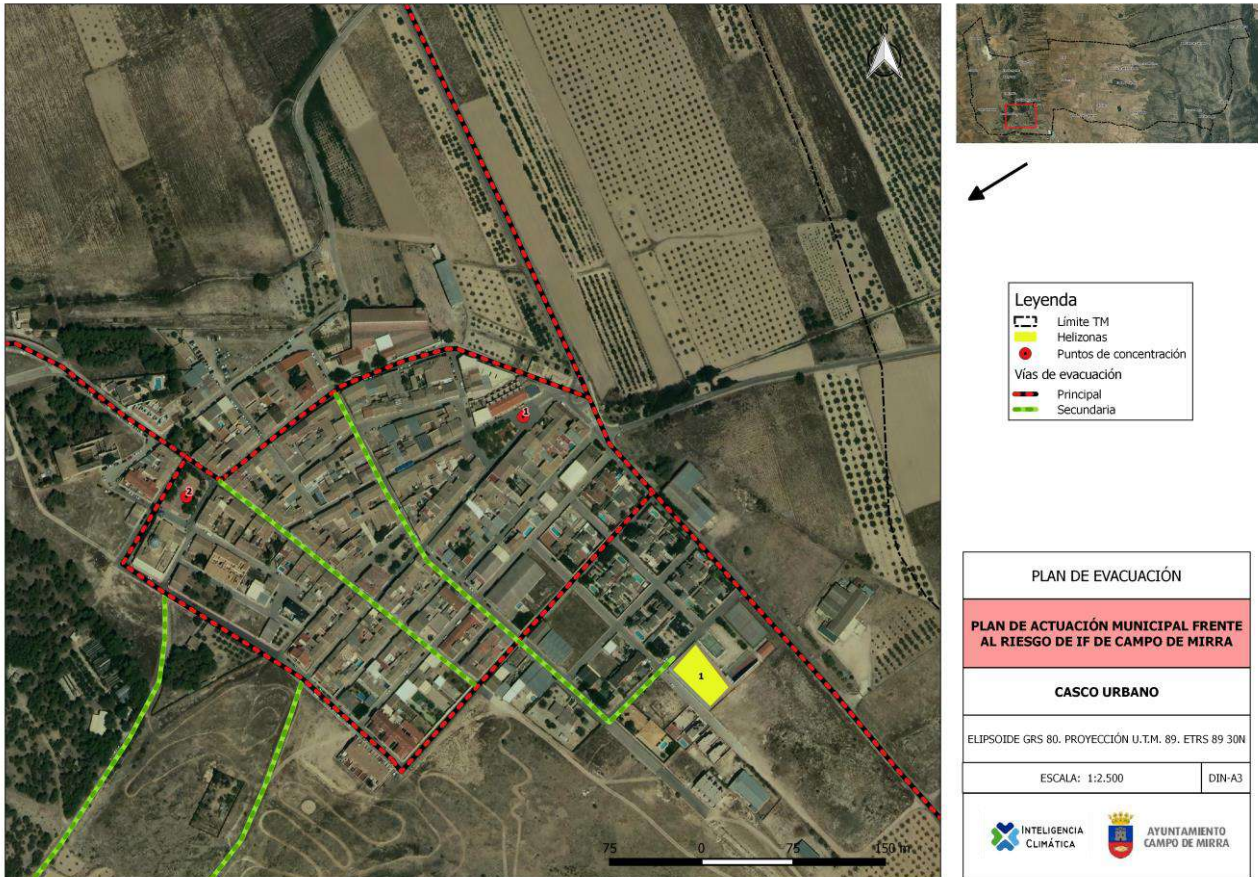 1
2
1
75
0
75
150 m
Leyenda
Límite TM
Helizonas
Puntos de concentración
Vías de evacuación
Principal
Secundaria
PLAN DE EVACUACIÓN
PLAN DE ACTUACIÓN MUNICIPAL FRENTE
AL RIESGO DE IF DE CAMPO DE MIRRA
CASCO URBANO
ELIPSOIDE GRS 80. PROYECCIÓN U.T.M. 89. ETRS 89 30N
ESCALA: 1:2.500
DIN-A3
INTELIGENCIA
CLIMÁTICA
AYUNTAMIENTO
CAMPO DE MIRRA